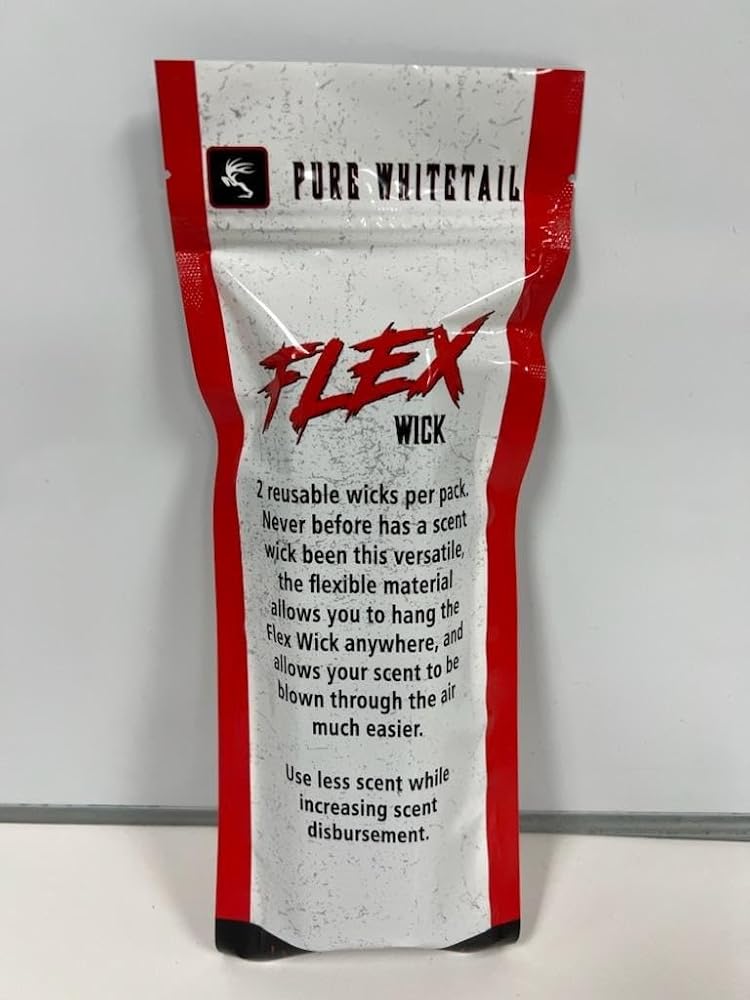 PURE WHITETAIL
FLEX
WICK
2 reusable wicks per pack.
Never before has a scent
wick been this versatile,
the flexible material
allows you to hang the
Flex Wick anywhere, and
allows your scent to be
blown through the air
much easier.
Use less scent while
increasing scent
disbursement.